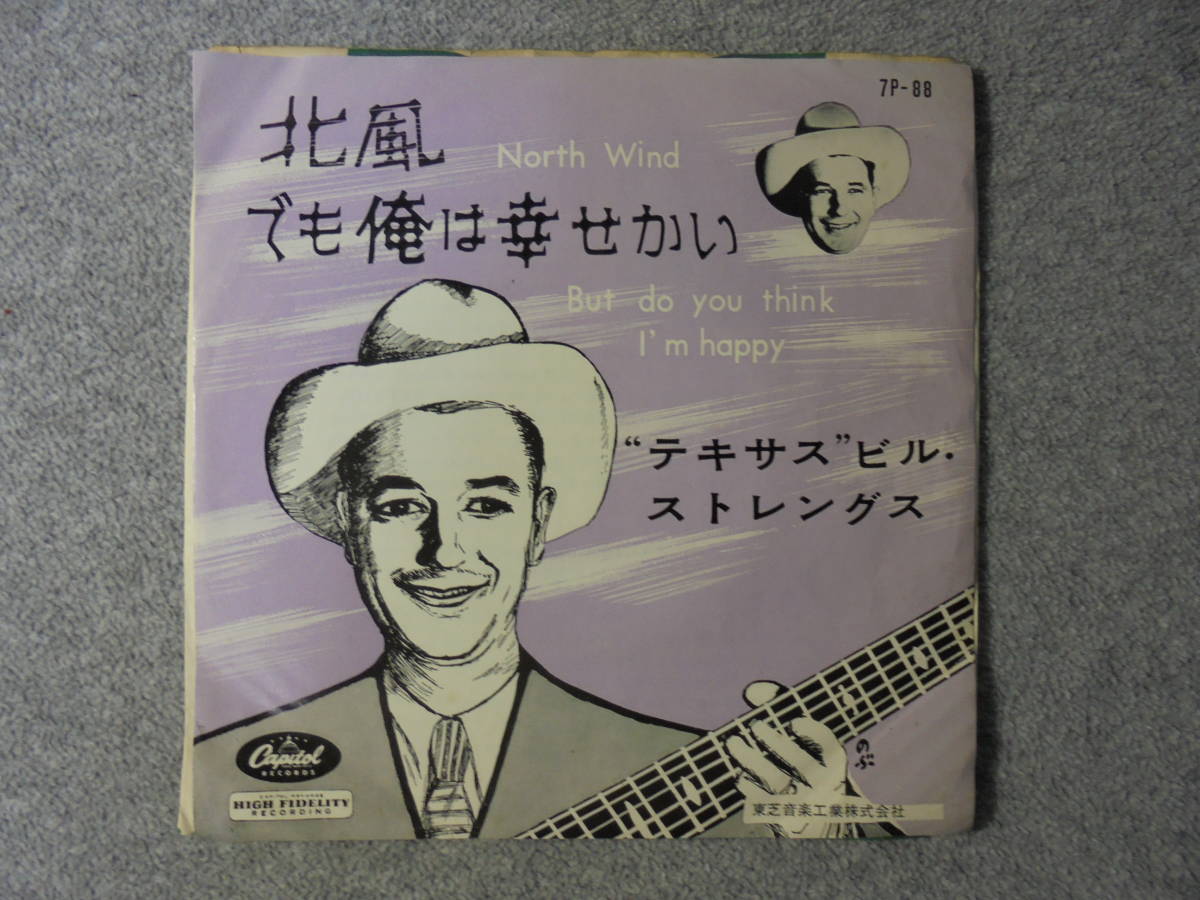 7P-88
北風
North Wind
でも俺は幸せかい
But do you think
I'm happy
“テキサス”ビル・
ストレングス
のぶ
Capitol
RECORDS
HIGH FIDELITY
RECORDING
東芝音楽工業株式会社